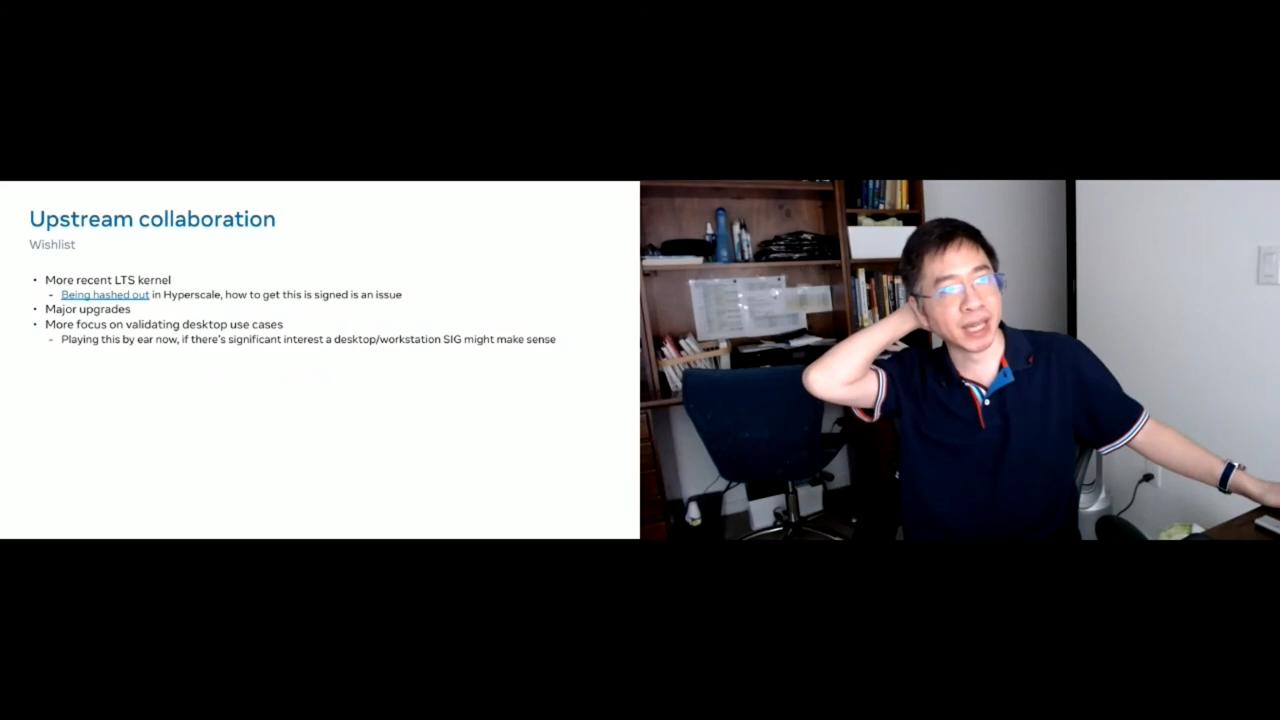 Upstream collaboration
Wishlist
• More recent LTS kernel
- Being hashed out in Hyperscale, how to get this is signed is an issue
• Major upgrades
• More focus on validating desktop use cases
- Playing this by ear now, if there's significant interest a desktop/workstation SIG might make sense